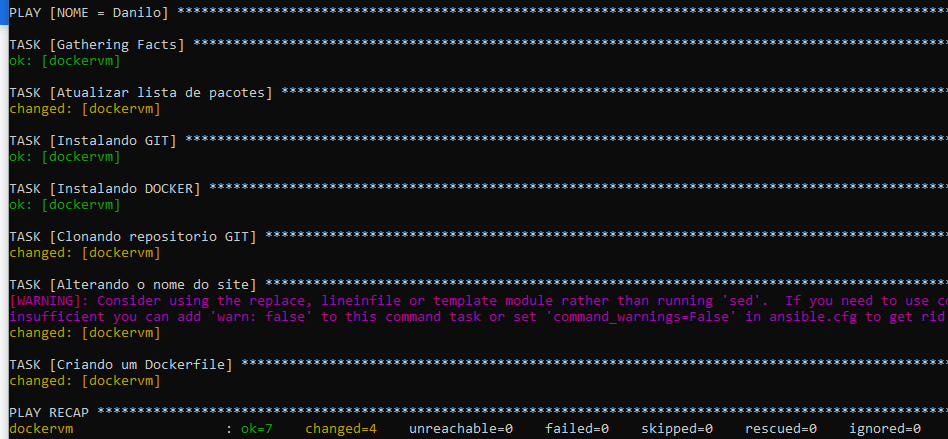 PLAY [NOME = Danilo] ************************************************************************************************
TASK [Gathering Facts] **********************************************************************************************
ok: [dockervm]
TASK [Atualizar lista de pacotes] ***********************************************************************************
changed: [dockervm]
TASK [Instalando GIT] ***********************************************************************************************
ok: [dockervm]
TASK [Instalando DOCKER] ********************************************************************************************
ok: [dockervm]
TASK [Clonando repositorio GIT] *************************************************************************************
changed: [dockervm]
TASK [Alterando o nome do site] *************************************************************************************
[WARNING]: Consider using the replace, lineinfile or template module rather than running 'sed'.  If you need to use co
insufficient you can add 'warn: false' to this command task or set 'command_warnings=False' in ansible.cfg to get rid
changed: [dockervm]
TASK [Criando um Dockerfile] ****************************************************************************************
changed: [dockervm]
PLAY RECAP **********************************************************************************************************
dockervm                   : ok=7    changed=4    unreachable=0    failed=0    skipped=0    rescued=0    ignored=0